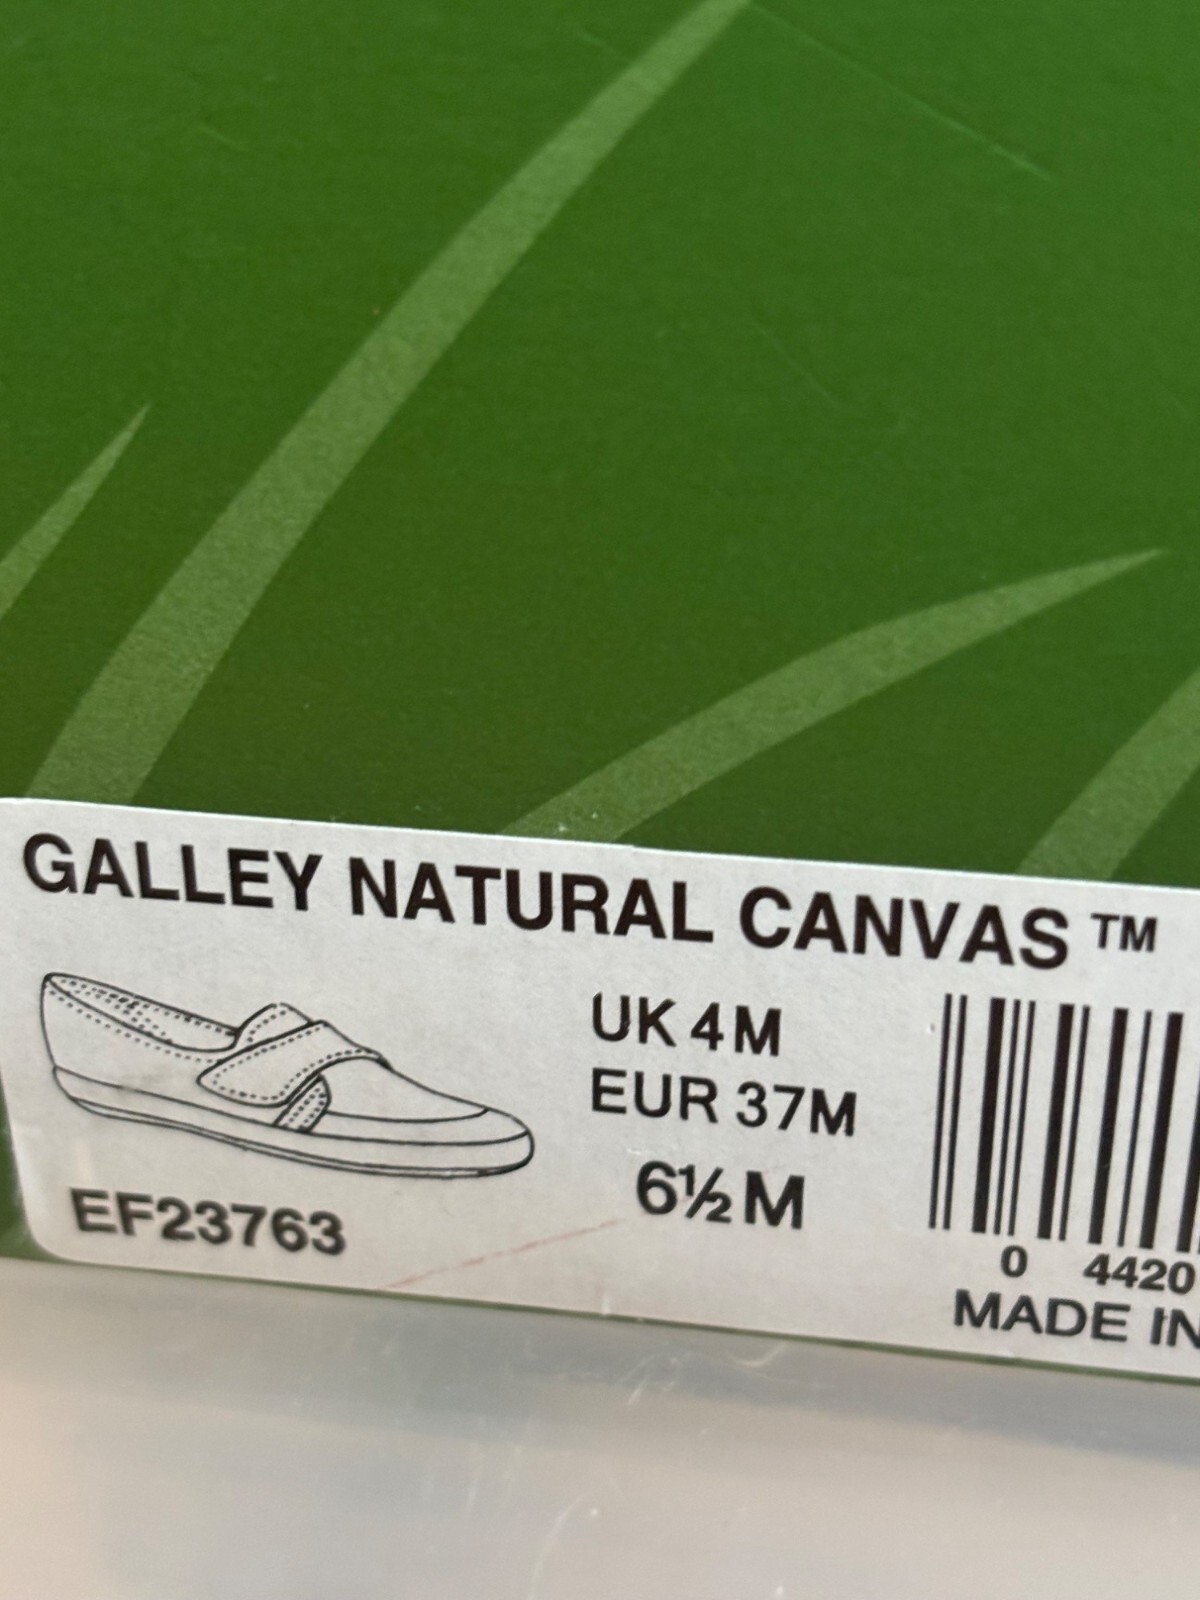 GALLEY NATURAL CANVAS ™
UK 4 M
EUR 37M
6½ M
EF23763
0 4420
MADE IN